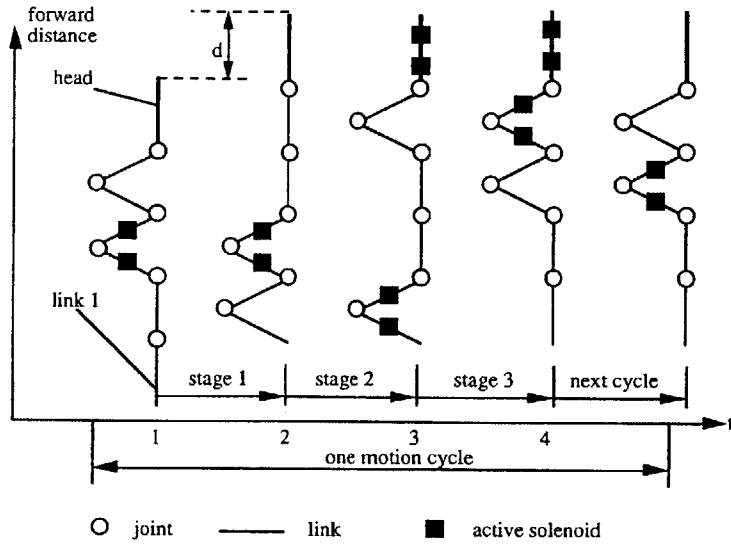 forward
distance
d
head
link 1
stage 1
stage 2
stage 3
next cycle
1
2
3
4
t
one motion cycle
joint
link
active solenoid